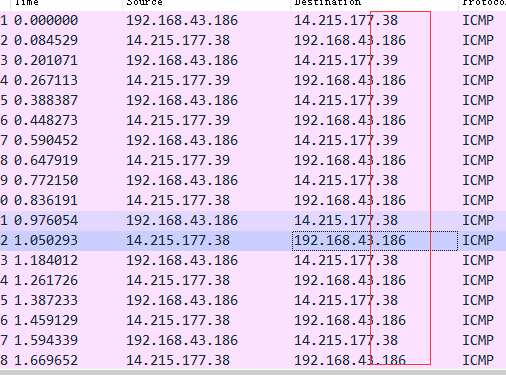 Time Source Destination Protoco
1 0.000000 192.168.43.186 14.215.177.38 ICMP
2 0.084529 14.215.177.38 192.168.43.186 ICMP
3 0.201071 192.168.43.186 14.215.177.39 ICMP
4 0.267113 14.215.177.39 192.168.43.186 ICMP
5 0.388387 192.168.43.186 14.215.177.39 ICMP
6 0.448273 14.215.177.39 192.168.43.186 ICMP
7 0.590452 192.168.43.186 14.215.177.39 ICMP
8 0.647919 14.215.177.39 192.168.43.186 ICMP
9 0.772150 192.168.43.186 14.215.177.38 ICMP
0 0.836191 14.215.177.38 192.168.43.186 ICMP
1 0.976054 192.168.43.186 14.215.177.38 ICMP
2 1.050293 14.215.177.38 192.168.43.186 ICMP
3 1.184012 192.168.43.186 14.215.177.38 ICMP
4 1.261726 14.215.177.38 192.168.43.186 ICMP
5 1.387233 192.168.43.186 14.215.177.38 ICMP
6 1.459129 14.215.177.38 192.168.43.186 ICMP
7 1.594339 192.168.43.186 14.215.177.38 ICMP
8 1.669652 14.215.177.38 192.168.43.186 ICMP